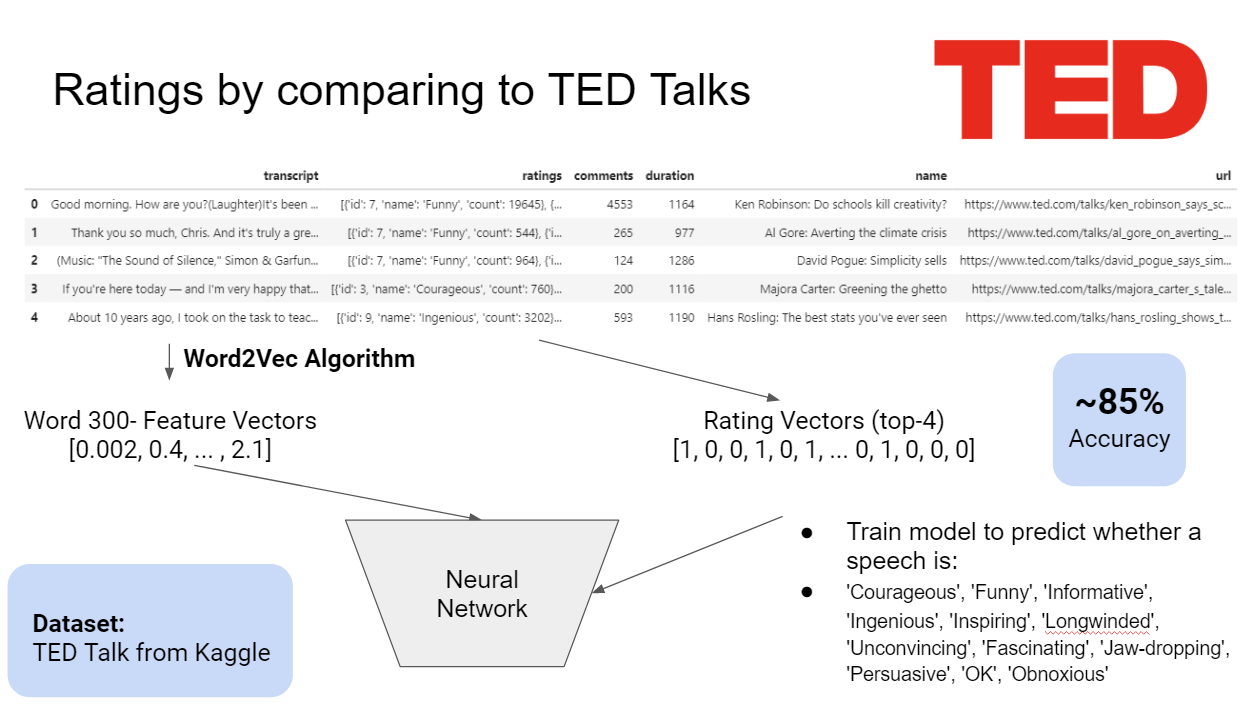 Ratings by comparing to TED Talks
TED
transcript ratings comments duration name url
0 Good morning. How are you?(Laughter)It's been ... [{'id': 7, 'name': 'Funny', 'count': 19645}, {... 4553 1164 Ken Robinson: Do schools kill creativity? https://www.ted.com/talks/ken_robinson_says_sc...
1 Thank you so much, Chris. And it's truly a gre... [{'id': 7, 'name': 'Funny', 'count': 544}, {'i... 265 977 Al Gore: Averting the climate crisis https://www.ted.com/talks/al_gore_on_averting_...
2 (Music: "The Sound of Silence," Simon & Garfun... [{'id': 7, 'name': 'Funny', 'count': 964}, {'i... 124 1286 David Pogue: Simplicity sells https://www.ted.com/talks/david_pogue_says_sim...
3 If you're here today — and I'm very happy that... [{'id': 3, 'name': 'Courageous', 'count': 760}... 200 1116 Majora Carter: Greening the ghetto https://www.ted.com/talks/majora_carter_s_tale...
4 About 10 years ago, I took on the task to teac... [{'id': 9, 'name': 'Ingenious', 'count': 3202}... 593 1190 Hans Rosling: The best stats you've ever seen https://www.ted.com/talks/hans_rosling_shows_t...
Word2Vec Algorithm
Word 300- Feature Vectors
[0.002, 0.4, ... , 2.1]
Rating Vectors (top-4)
[1, 0, 0, 1, 0, 1, ... 0, 1, 0, 0, 0]
~85%
Accuracy
Neural
Network
Dataset:
TED Talk from Kaggle
● Train model to predict whether a
speech is:
● 'Courageous', 'Funny', 'Informative',
'Ingenious', 'Inspiring', 'Longwinded',
'Unconvincing', 'Fascinating', 'Jaw-dropping',
'Persuasive', 'OK', 'Obnoxious'